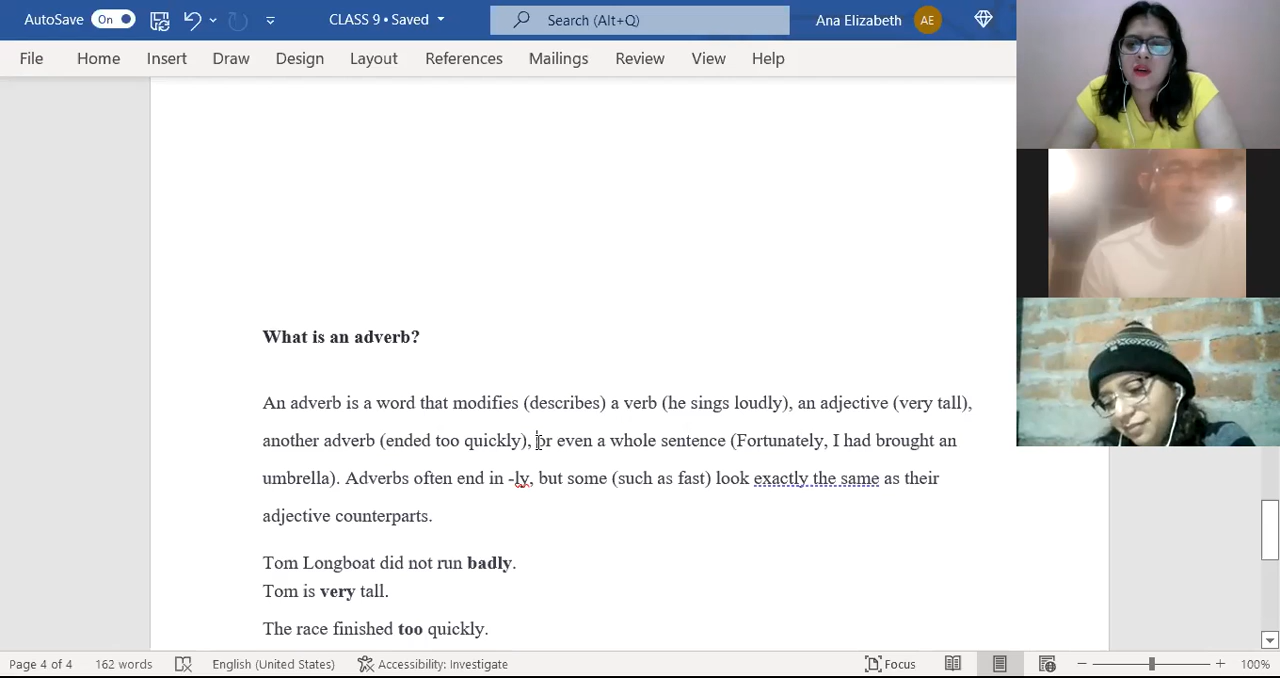 AutoSave On CLASS 9 • Saved Search (Alt+Q) Ana Elizabeth AE
File Home Insert Draw Design Layout References Mailings Review View Help
What is an adverb?
An adverb is a word that modifies (describes) a verb (he sings loudly), an adjective (very tall),
another adverb (ended too quickly), or even a whole sentence (Fortunately, I had brought an
umbrella). Adverbs often end in -ly, but some (such as fast) look exactly the same as their
adjective counterparts.
Tom Longboat did not run badly.
Tom is very tall.
The race finished too quickly.
Page 4 of 4 162 words English (United States) Accessibility: Investigate Focus 100%